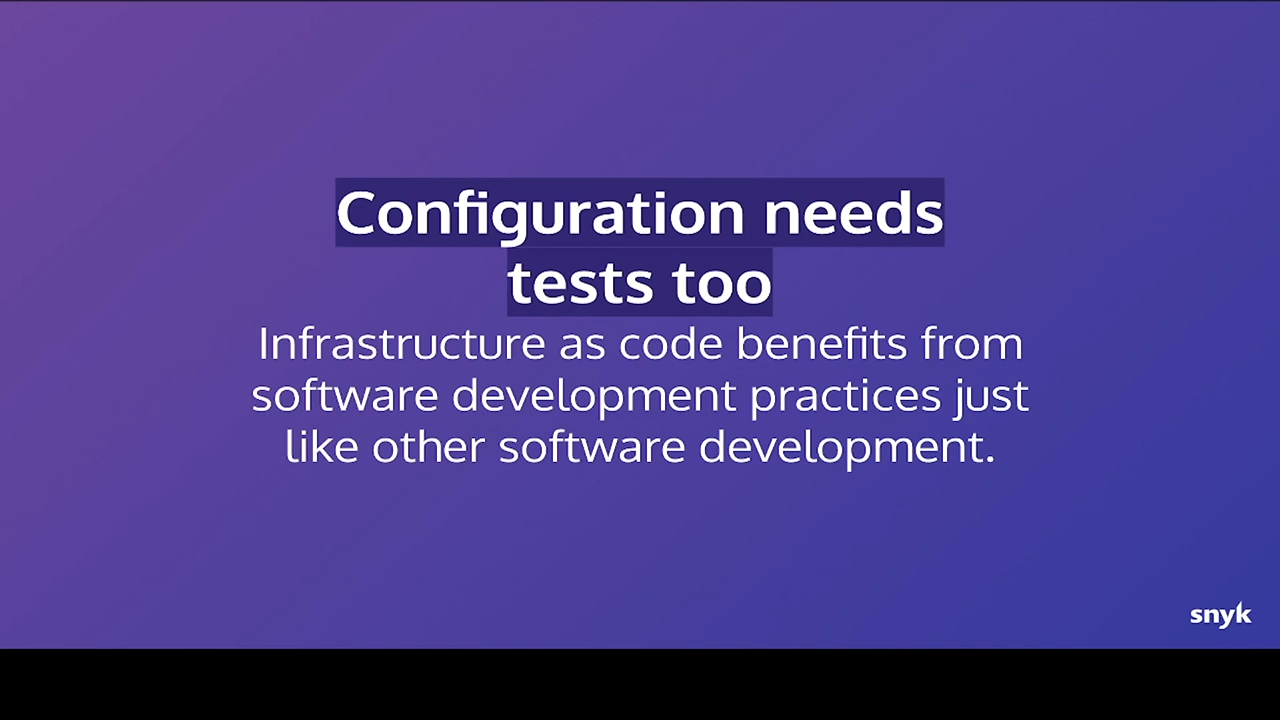 Configuration needs
tests too
Infrastructure as code benefits from
software development practices just
like other software development.
snyk